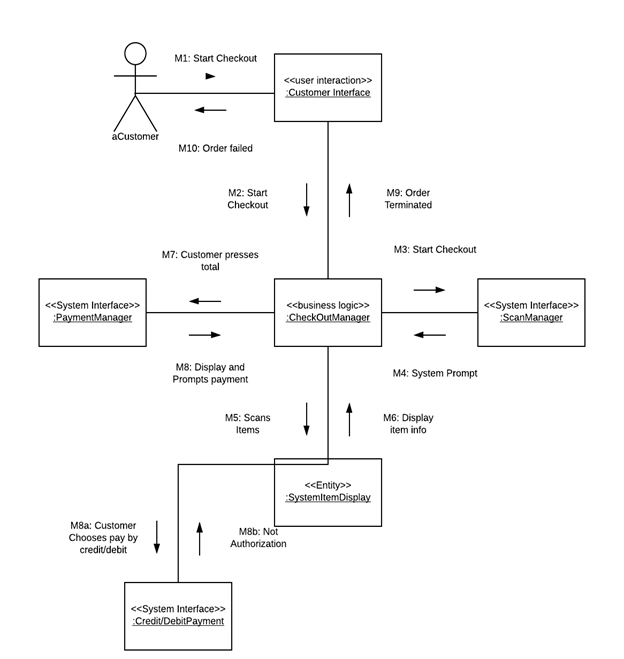 M1: Start Checkout
<<user interaction>>
:Customer Interface
aCustomer
M10: Order failed
M2: Start
Checkout
M9: Order
Terminated
M7: Customer presses
total
M3: Start Checkout
<<System Interface>>
:PaymentManager
<<business logic>>
:CheckOutManager
<<System Interface>>
:ScanManager
M8: Display and
Prompts payment
M4: System Prompt
M5: Scans
Items
M6: Display
item info
<<Entity>>
:SystemItemDisplay
M8a: Customer
Chooses pay by
credit/debit
M8b: Not
Authorization
<<System Interface>>
:Credit/DebitPayment